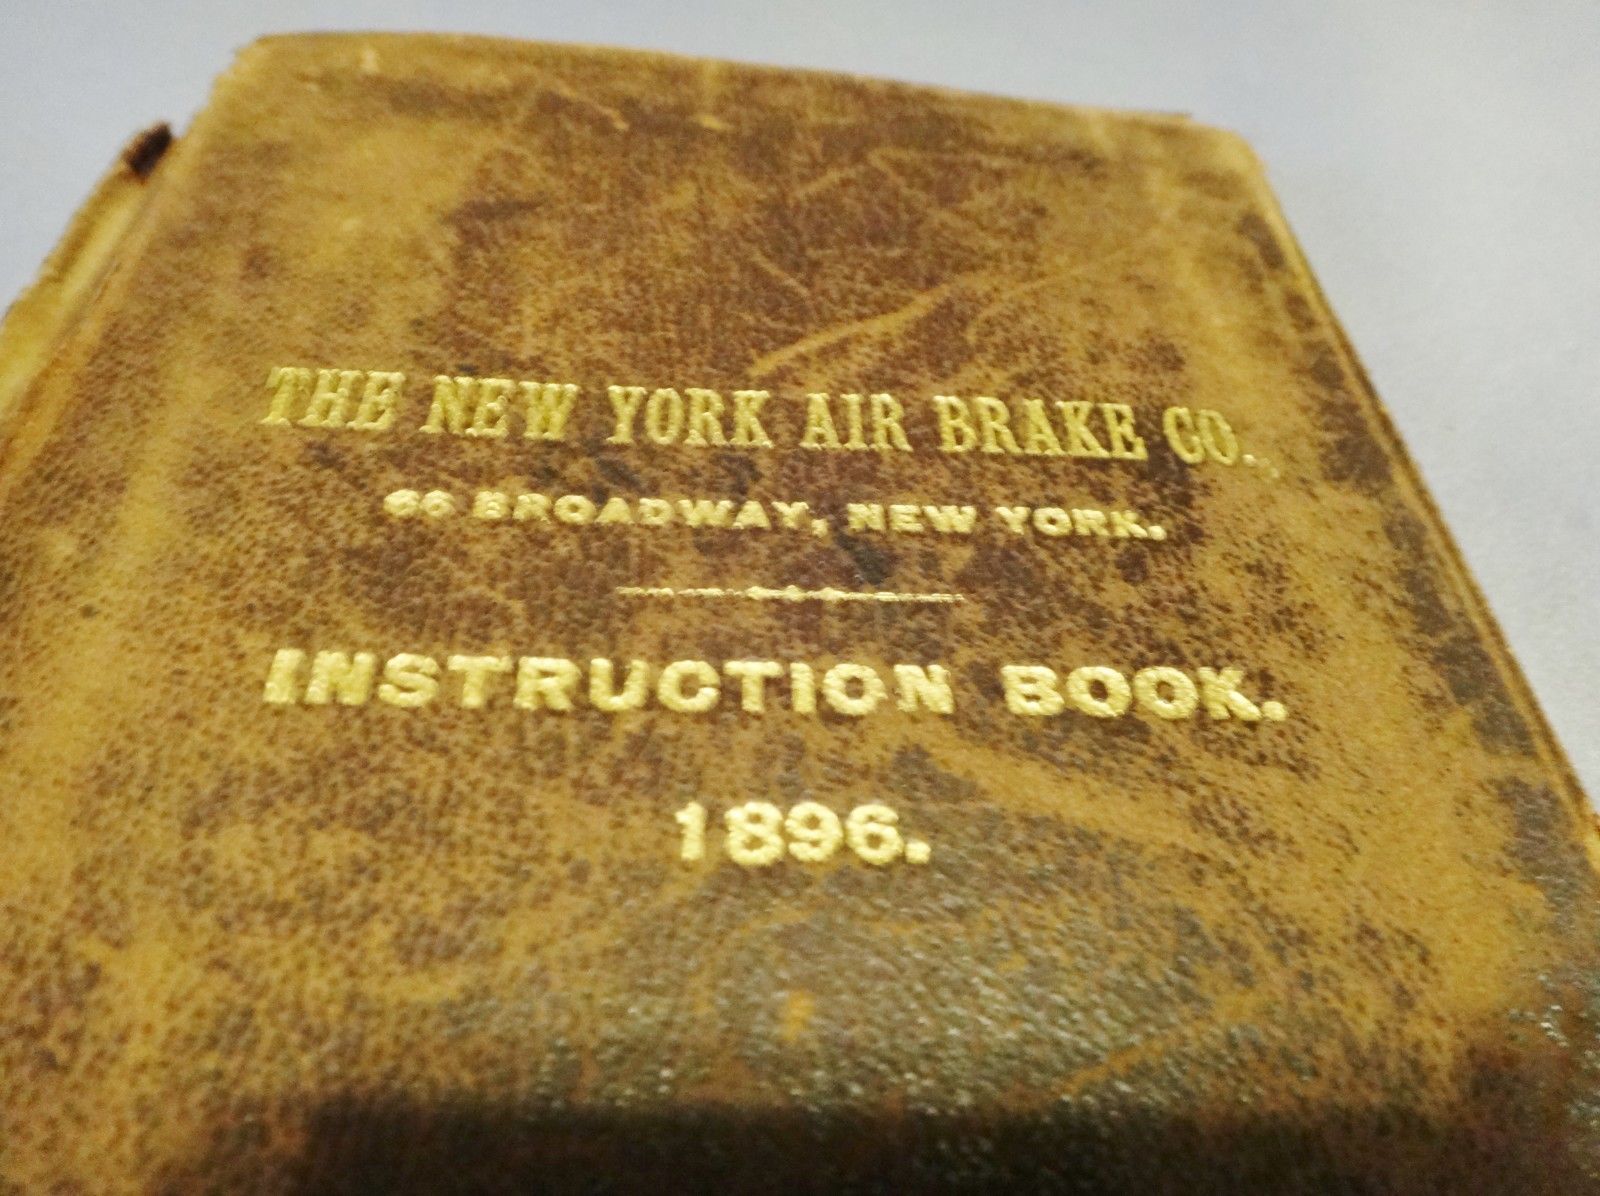 THE NEW YORK AIR BRAKE CO.,
66 BROADWAY, NEW YORK.
INSTRUCTION BOOK.
1896.